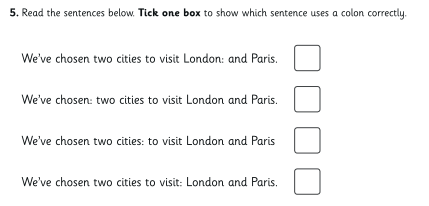 5. Read the sentences below. Tick one box to show which sentence uses a colon correctly.
We've chosen two cities to visit London: and Paris.
We've chosen: two cities to visit London and Paris.
We've chosen two cities: to visit London and Paris
We've chosen two cities to visit: London and Paris.